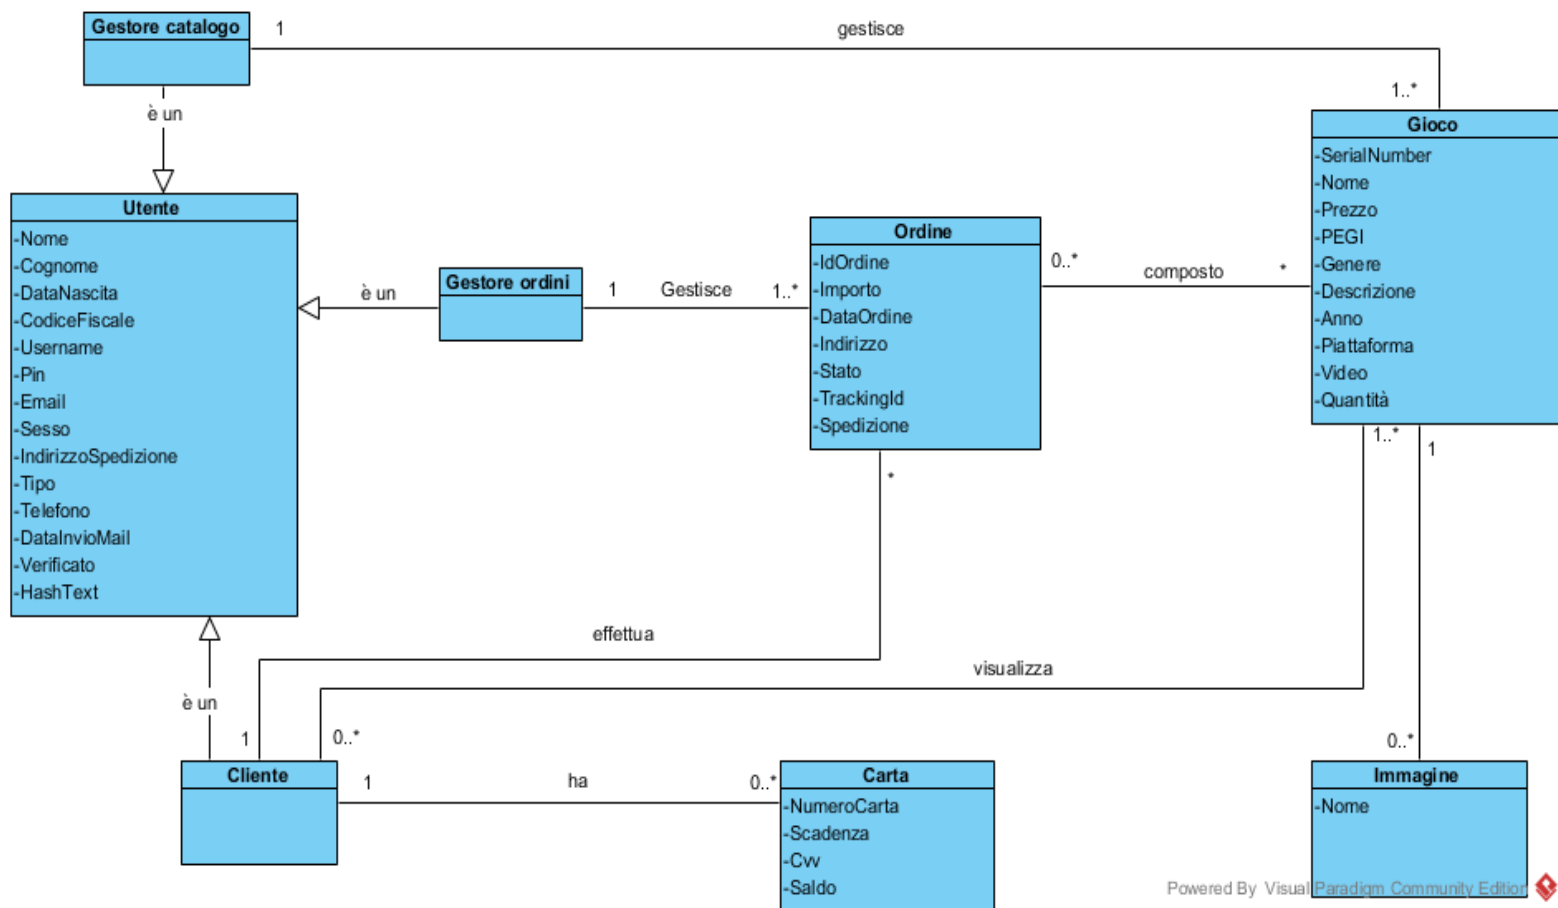 Gestore catalogo
1
gestisce
1..*
è un
Gioco
-SerialNumber
-Nome
-Prezzo
-PEGI
-Genere
-Descrizione
-Anno
-Piattaforma
-Video
-Quantità
Utente
-Nome
-Cognome
-DataNascita
-CodiceFiscale
-Username
-Pin
-Email
-Sesso
-IndirizzoSpedizione
-Tipo
-Telefono
-DataInvioMail
-Verificato
-HashText
è un
Gestore ordini
1
Gestisce
1..*
Ordine
-IdOrdine
-Importo
-DataOrdine
-Indirizzo
-Stato
-TrackingId
-Spedizione
0..*
composto
*
1..*
1
*
effettua
visualizza
è un
1
0..*
0..*
Cliente
1
ha
0..*
Carta
-NumeroCarta
-Scadenza
-Cvv
-Saldo
Immagine
-Nome
Powered By Visual Paradigm Community Edition